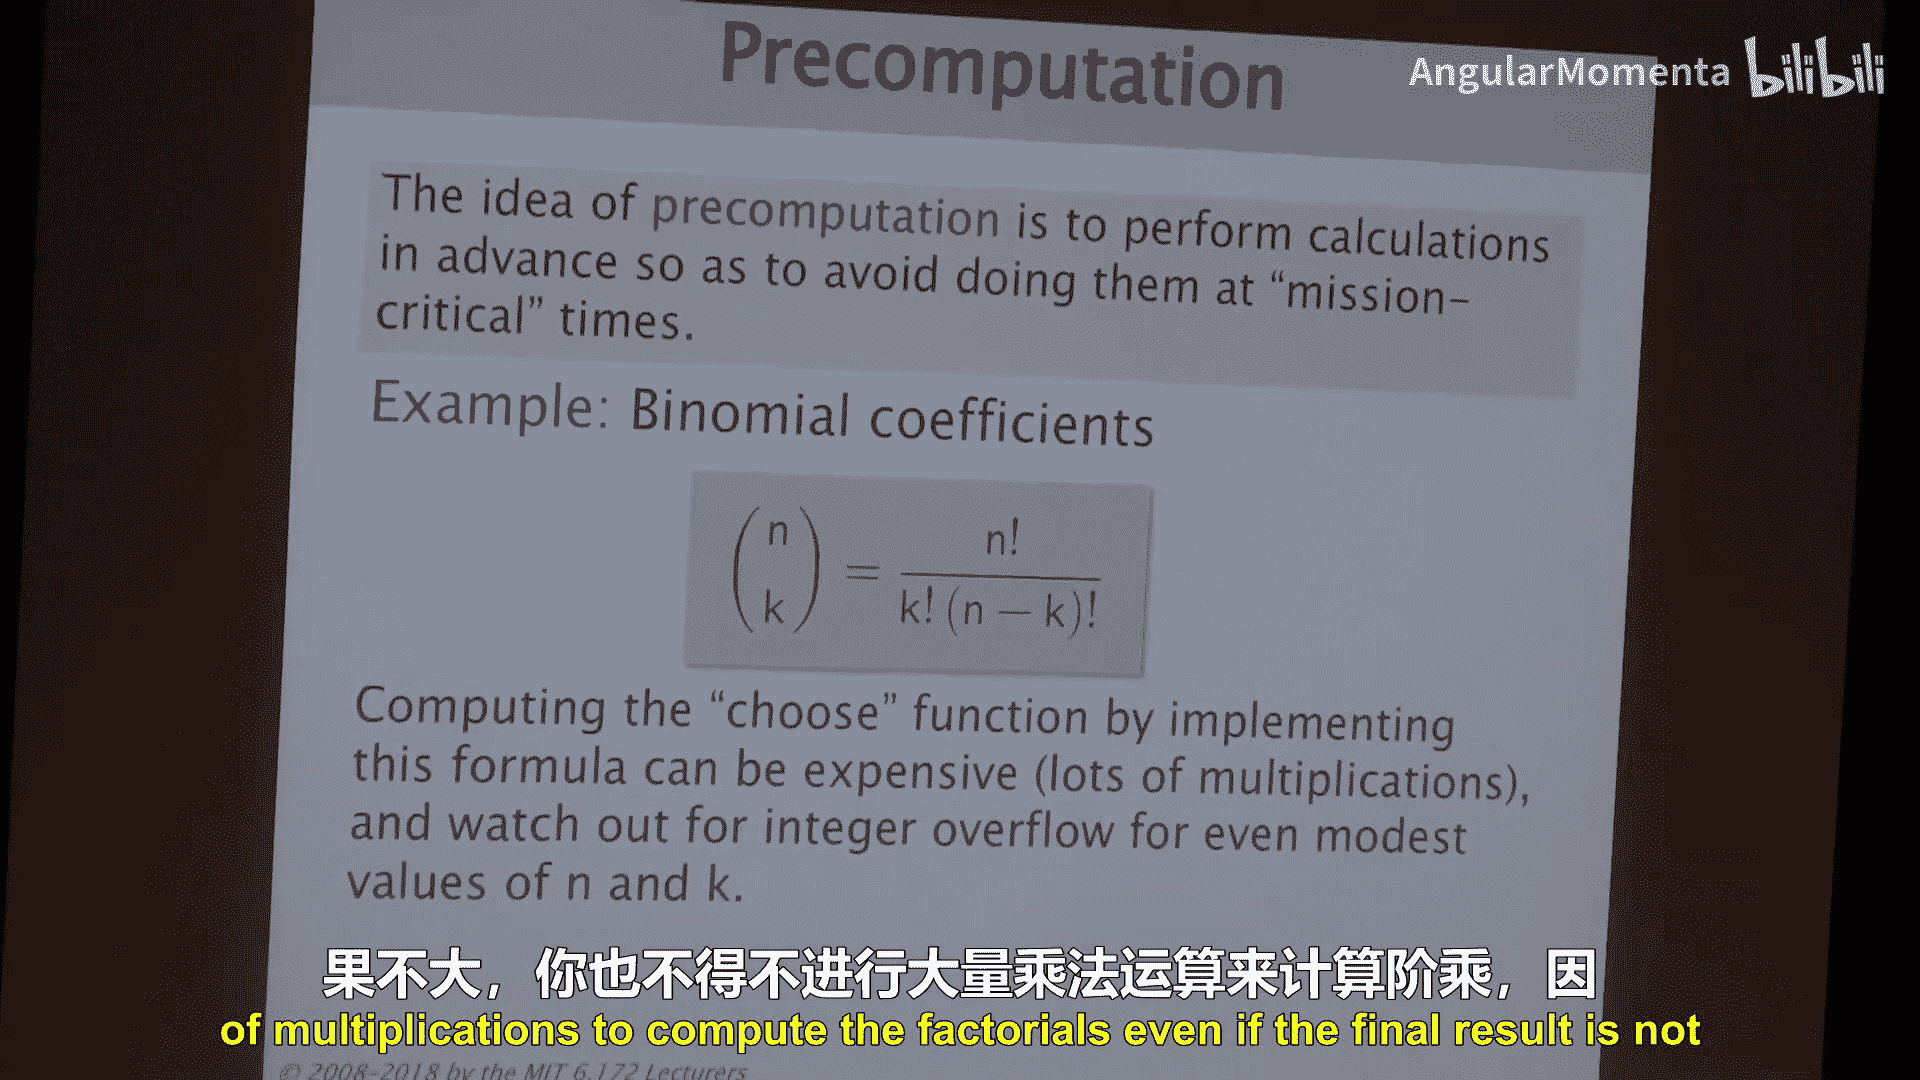 Precomputation
AngularMomenta bilibili
The idea of precomputation is to perform calculations
in advance so as to avoid doing them at “mission-
critical” times.
Example: Binomial coefficients
(n k) = n! / k! (n − k)!
Computing the “choose” function by implementing
this formula can be expensive (lots of multiplications),
and watch out for integer overflow for even modest
values of n and k.
果不大，你也不得不进行大量乘法运算来计算阶乘，因
of multiplications to compute the factorials even if the final result is not
© 2008–2018 by the MIT 6.172 Lecturers